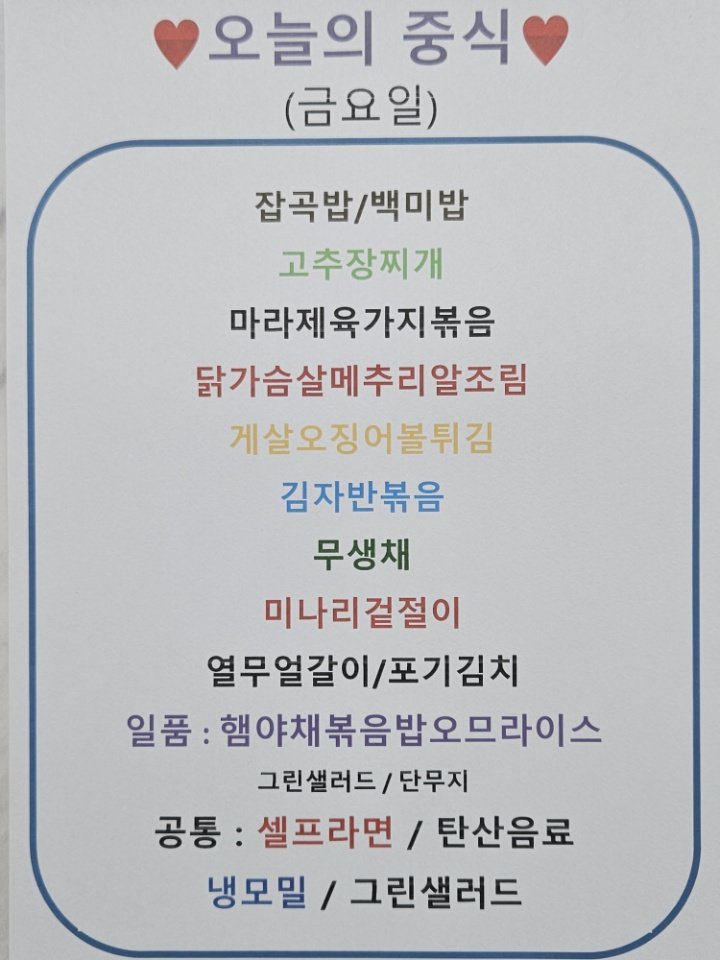 ♥오늘의 중식♥
(금요일)
잡곡밥/백미밥
고추장찌개
마라제육가지볶음
닭가슴살메추리알조림
게살오징어볼튀김
김자반볶음
무생채
미나리겉절이
열무얼갈이/포기김치
일품 : 햄야채볶음밥오므라이스
그린샐러드 / 단무지
공통 : 셀프라면 / 탄산음료
냉모밀 / 그린샐러드